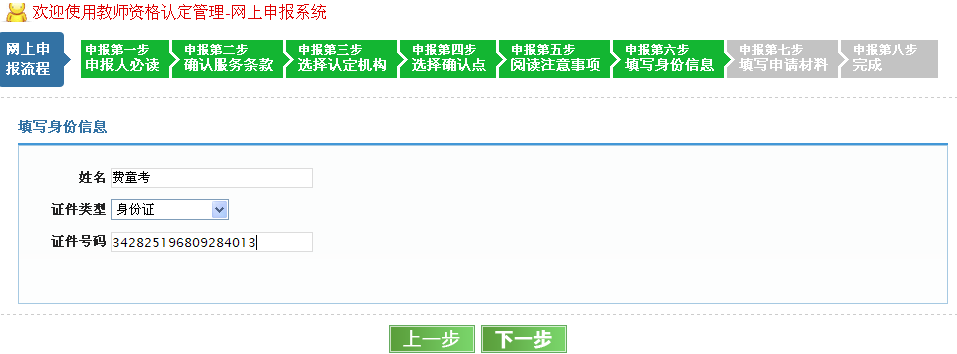 欢迎使用教师资格认定管理-网上申报系统
网上申
报流程
申报第一步
申报人必读
申报第二步
确认服务条款
申报第三步
选择认定机构
申报第四步
选择确认点
申报第五步
阅读注意事项
申报第六步
填写身份信息
申报第七步
填写申请材料
申报第八步
完成
填写身份信息
姓名 费童考
证件类型 身份证
证件号码 342825196809284013
上一步 下一步